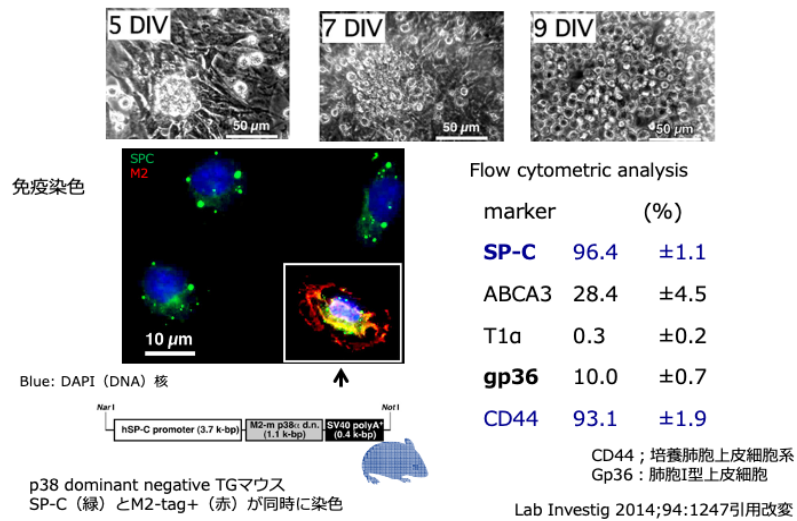 5 DIV
7 DIV
9 DIV
50 µm
50 µm
50 µm
免疫染色
SPC
M2
10 µm
Blue: DAPI（DNA）核
Nar I
Not I
hSP-C promoter (3.7 k-bp)
M2-m p38α d.n.
(1.1 k-bp)
SV40 polyA+
(0.4 k-bp)
p38 dominant negative TGマウス
SP-C（緑）とM2-tag+（赤）が同時に染色
Flow cytometric analysis
marker (%)
SP-C 96.4 ±1.1
ABCA3 28.4 ±4.5
T1α 0.3 ±0.2
gp36 10.0 ±0.7
CD44 93.1 ±1.9
CD44；培養肺胞上皮細胞系
Gp36：肺胞I型上皮細胞
Lab Investig 2014;94:1247引用改変